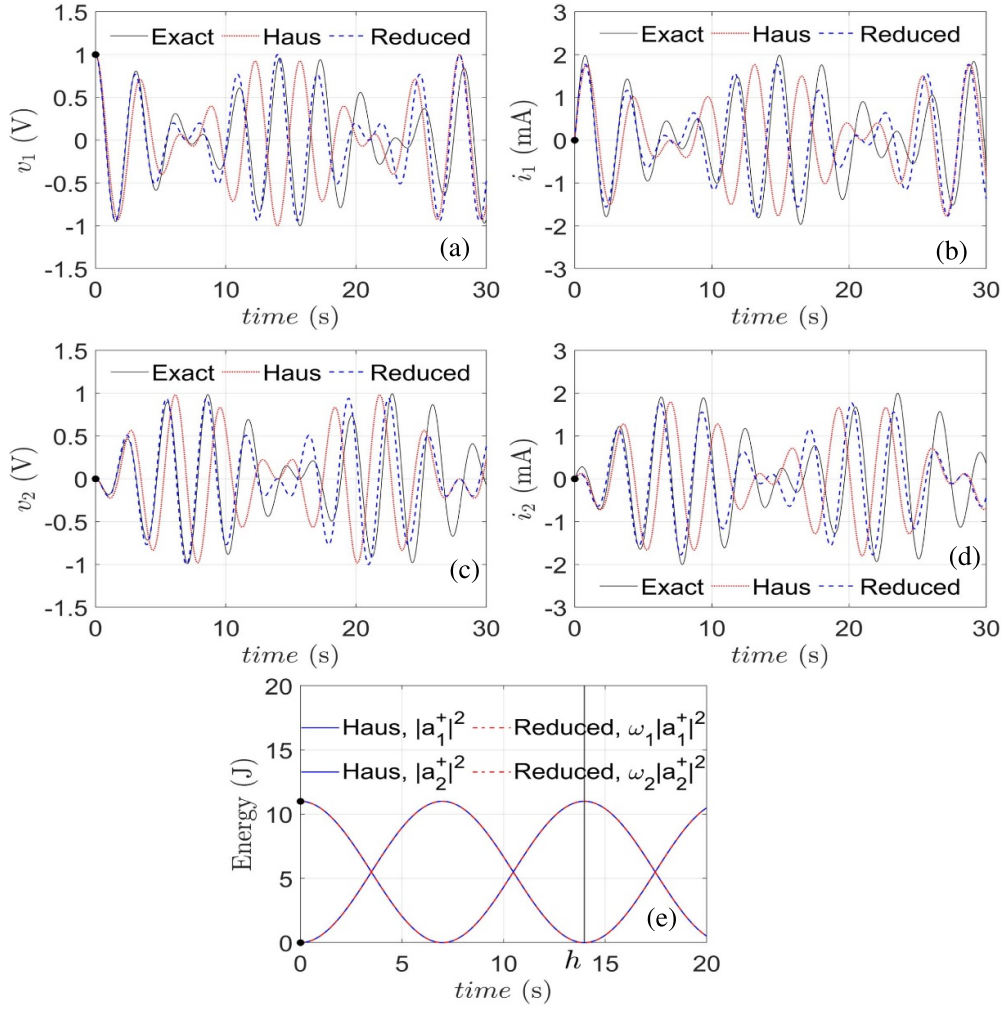 Exact Haus Reduced
v₁ (V)
1.5
1
0.5
0
-0.5
-1
-1.5
0 10 20 30
time (s)
(a)
Exact Haus Reduced
i₁ (mA)
3
2
1
0
-1
-2
-3
0 10 20 30
time (s)
(b)
Exact Haus Reduced
v₂ (V)
1.5
1
0.5
0
-0.5
-1
-1.5
0 10 20 30
time (s)
(c)
i₂ (mA)
3
2
1
0
-1
-2
-3
(d)
Exact Haus Reduced
0 10 20 30
time (s)
Haus, |a₁⁺|² Reduced, ω₁|a₁⁺|²
Haus, |a₂⁺|² Reduced, ω₂|a₂⁺|²
Energy (J)
20
15
10
5
0
(e)
0 5 10 h 15 20
time (s)